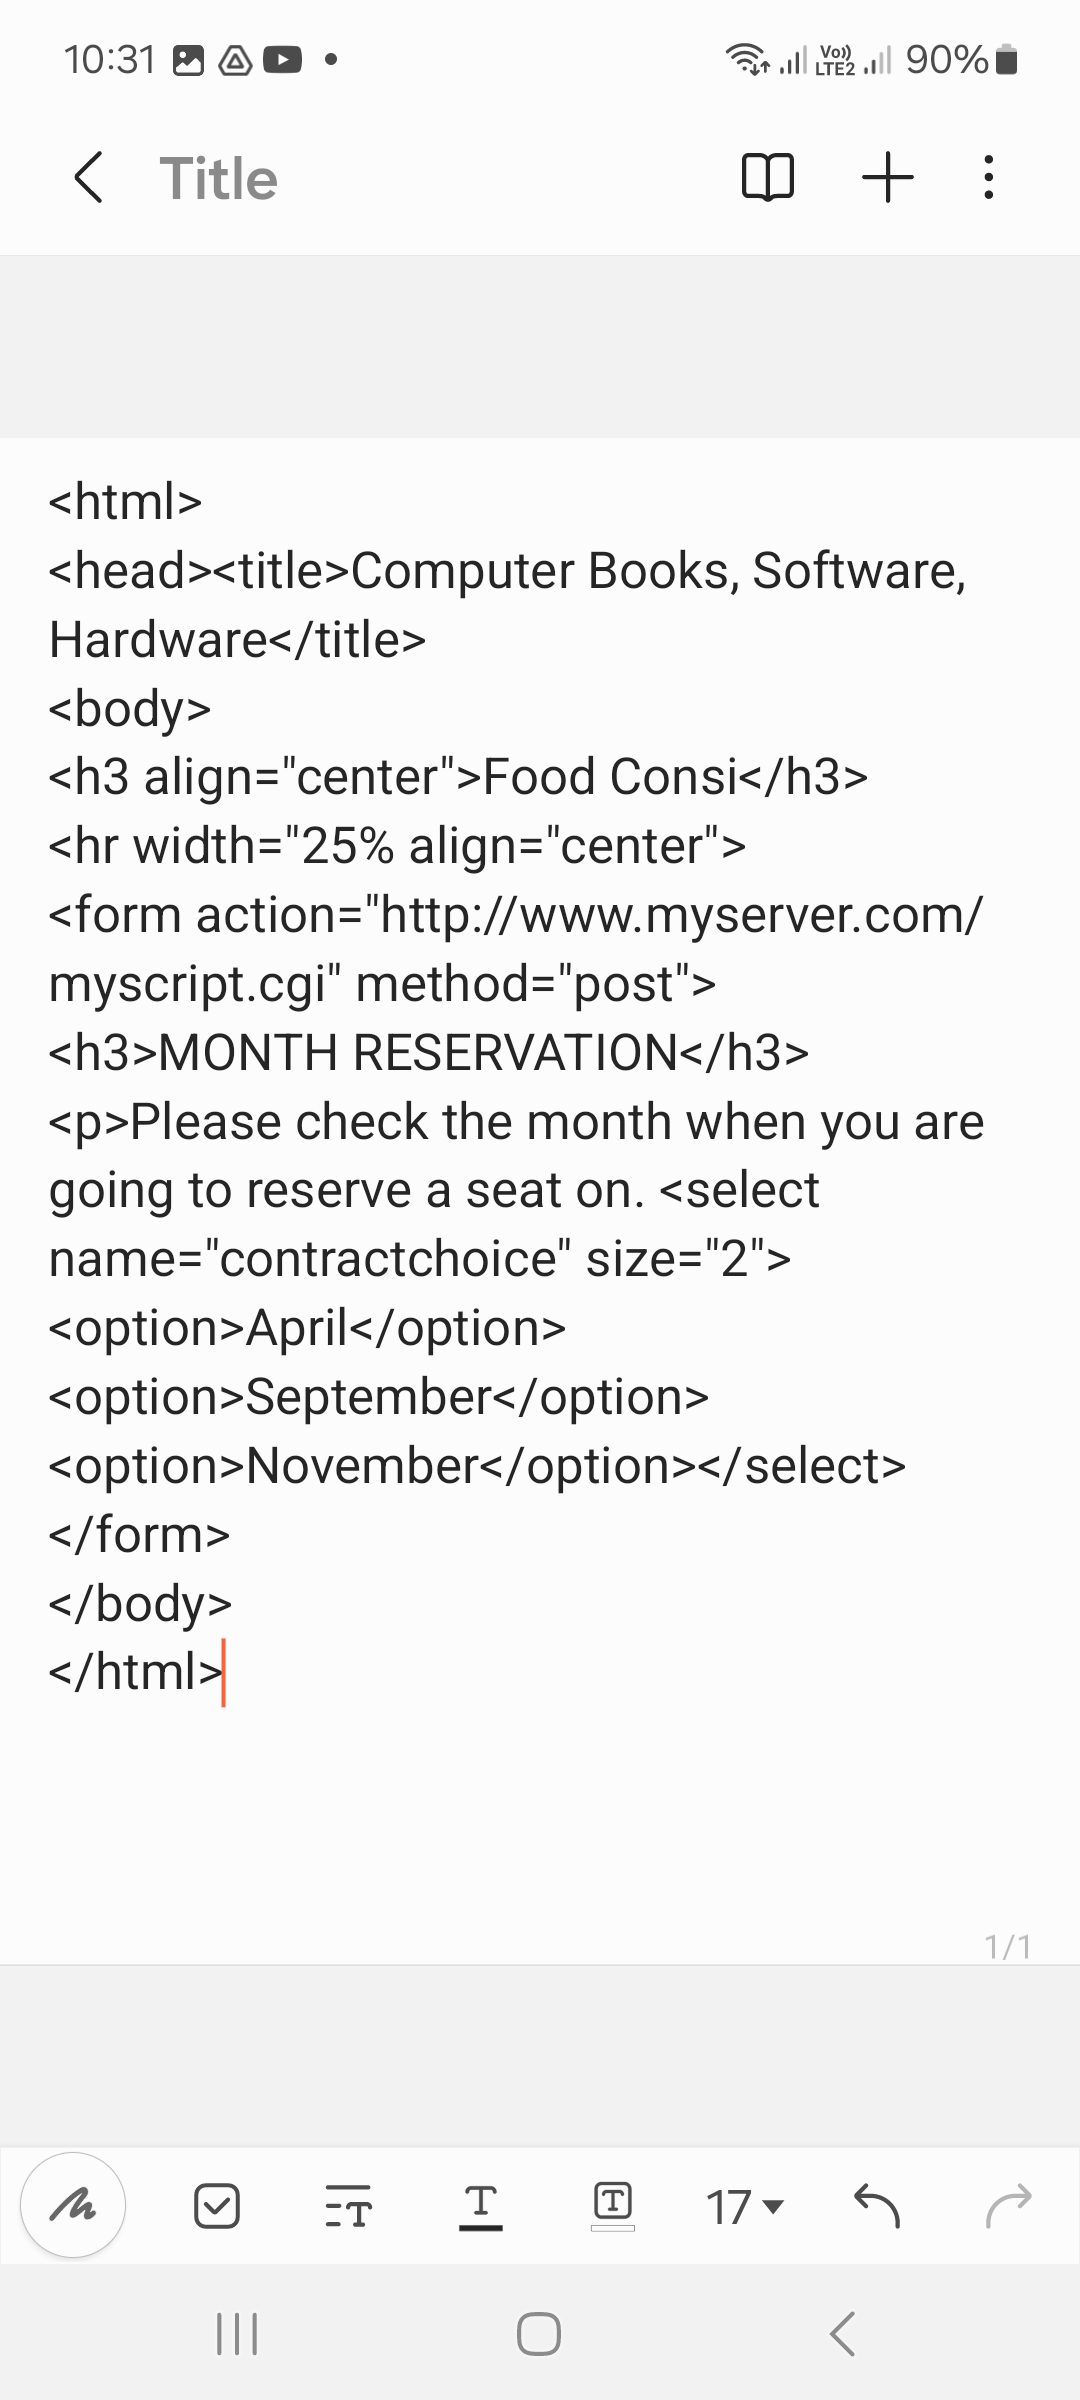 10:31
Vo))
LTE2
90%
Title
<html>
<head><title>Computer Books, Software,
Hardware</title>
<body>
<h3 align="center">Food Consi</h3>
<hr width="25% align="center">
<form action="http://www.myserver.com/
myscript.cgi" method="post">
<h3>MONTH RESERVATION</h3>
<p>Please check the month when you are
going to reserve a seat on. <select
name="contractchoice" size="2">
<option>April</option>
<option>September</option>
<option>November</option></select>
</form>
</body>
</html>
1/1
17